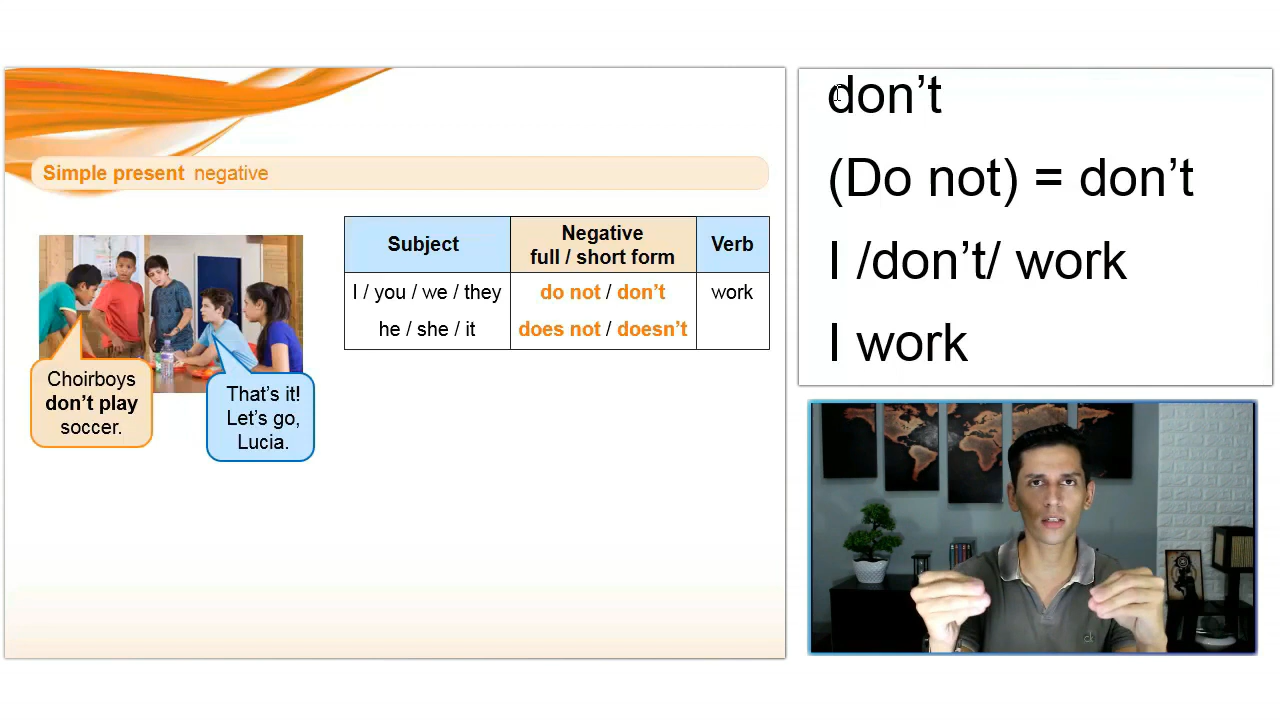 Simple present negative
Subject
Negative
full / short form
Verb
I / you / we / they
do not / don't
work
he / she / it
does not / doesn't
Choirboys
don't play
soccer.
That's it!
Let's go,
Lucia.
don't
(Do not) = don't
I /don't/ work
I work